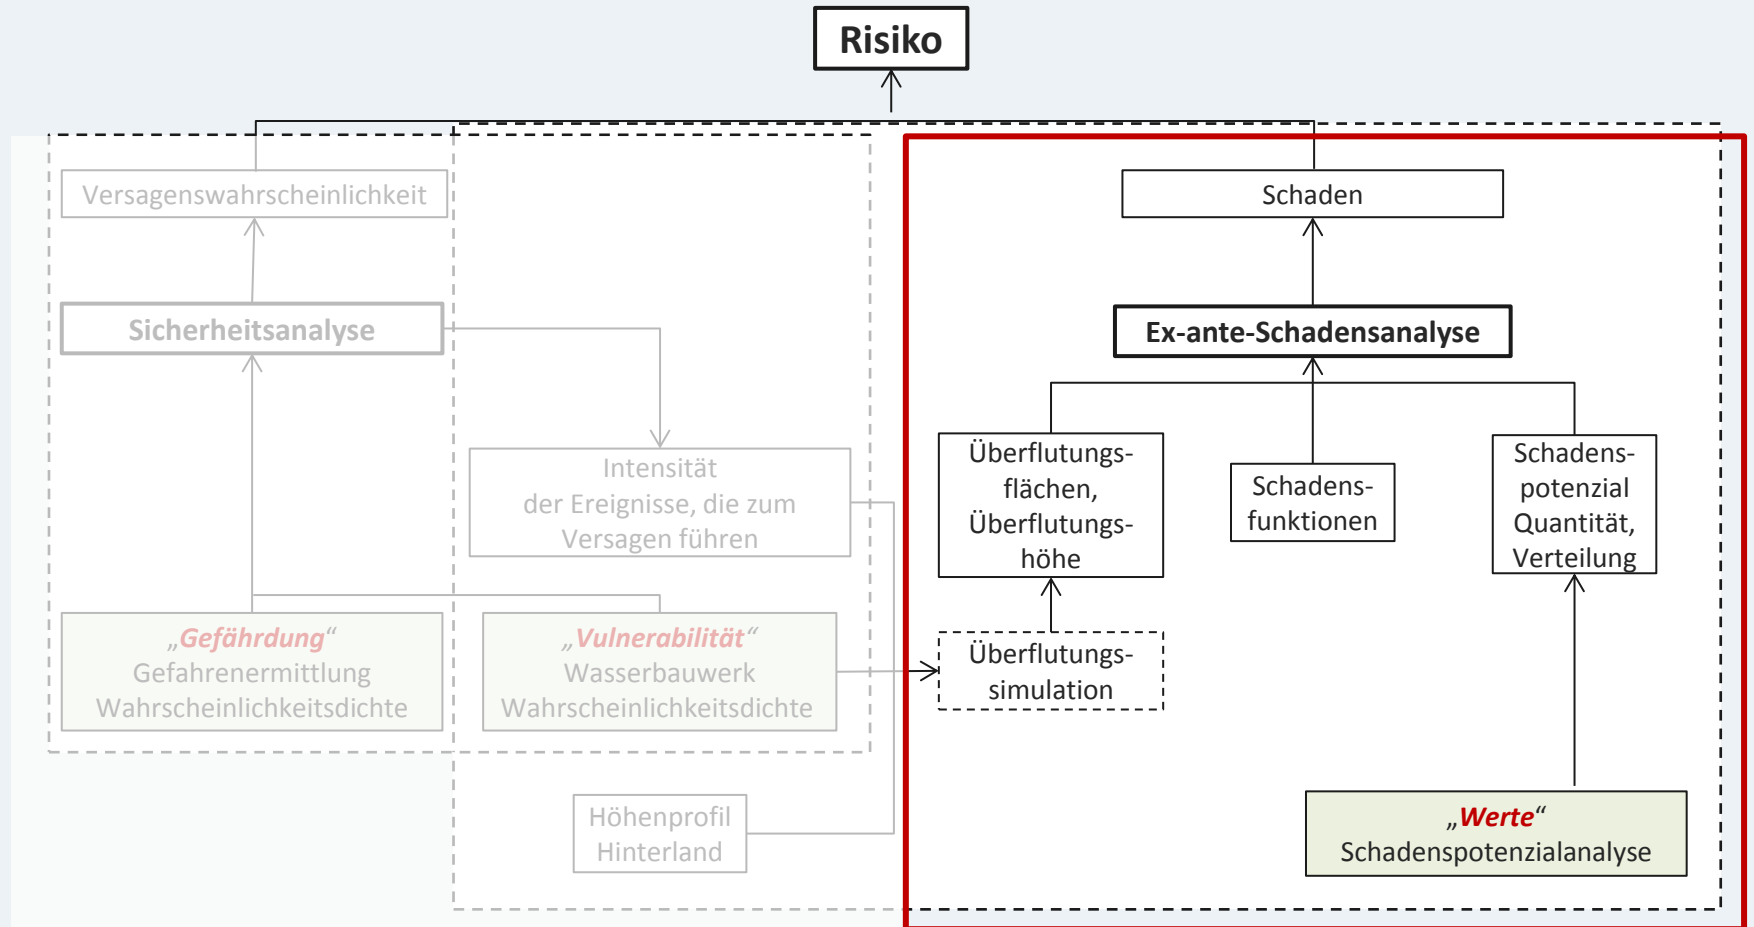 Risiko
Versagenswahrscheinlichkeit
Schaden
Sicherheitsanalyse
Ex-ante-Schadensanalyse
Intensität
der Ereignisse, die zum
Versagen führen
Überflutungs-
flächen,
Überflutungs-
höhe
Schadens-
funktionen
Schadens-
potenzial
Quantität,
Verteilung
„Gefährdung“
Gefahrenermittlung
Wahrscheinlichkeitsdichte
„Vulnerabilität“
Wasserbauwerk
Wahrscheinlichkeitsdichte
Überflutungs-
simulation
Höhenprofil
Hinterland
„Werte“
Schadenspotenzialanalyse